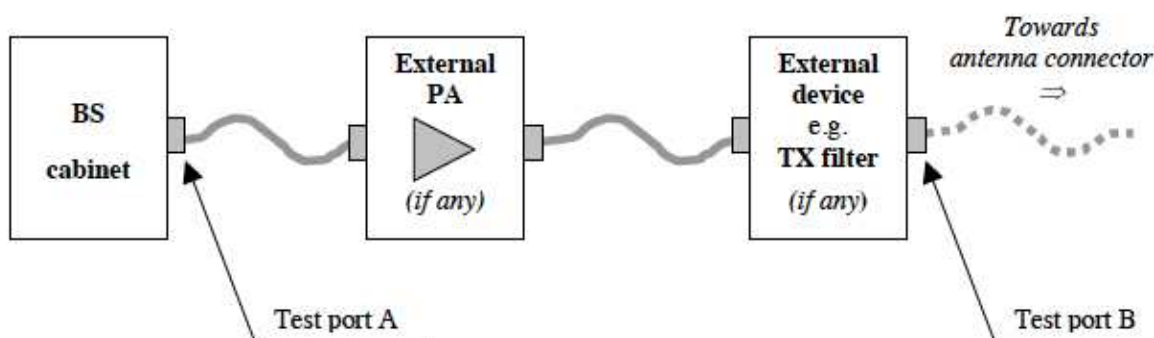 BS
cabinet
External
PA
(if any)
External
device
e.g.
TX filter
(if any)
Towards
antenna connector
⇒
Test port A
Test port B